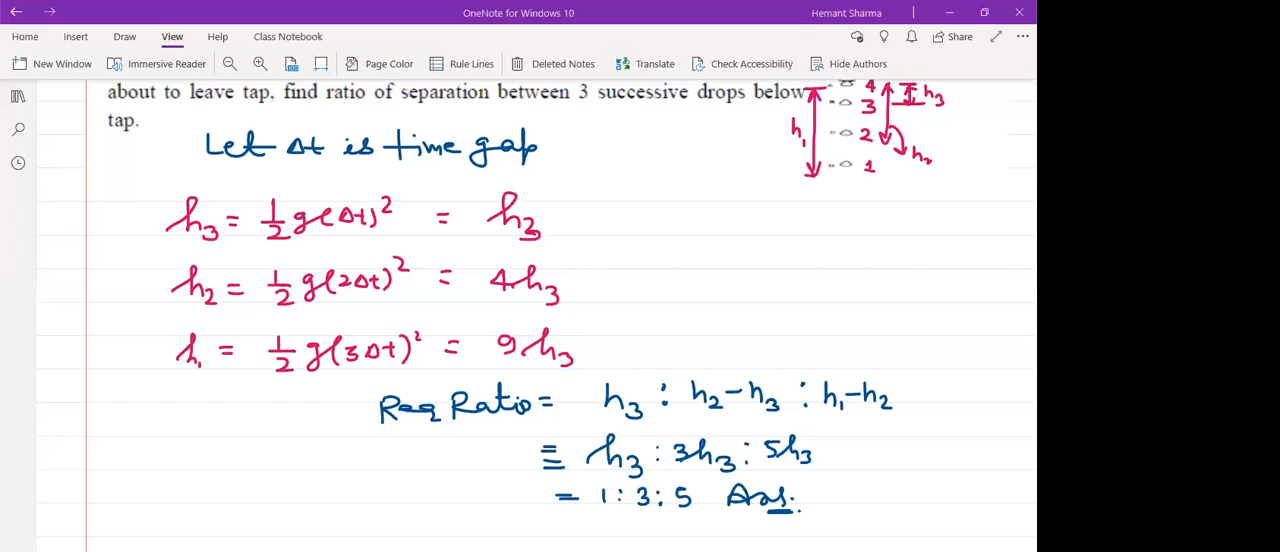 OneNote for Windows 10
Hemant Sharma
Home Insert Draw View Help Class Notebook
Share
New Window Immersive Reader Page Color Rule Lines Deleted Notes Translate Check Accessibility Hide Authors
about to leave tap, find ratio of separation between 3 successive drops below
tap.
4
3
2
1
h₁
h₂
h₃
Let Δt is time gap
h₃ = 1/2 g(Δt)² = h₃
h₂ = 1/2 g(2Δt)² = 4h₃
h₁ = 1/2 g(3Δt)² = 9h₃
Req Ratio = h₃ : h₂-h₃ : h₁-h₂
≡ h₃ : 3h₃ : 5h₃
= 1 : 3 : 5 Ans.